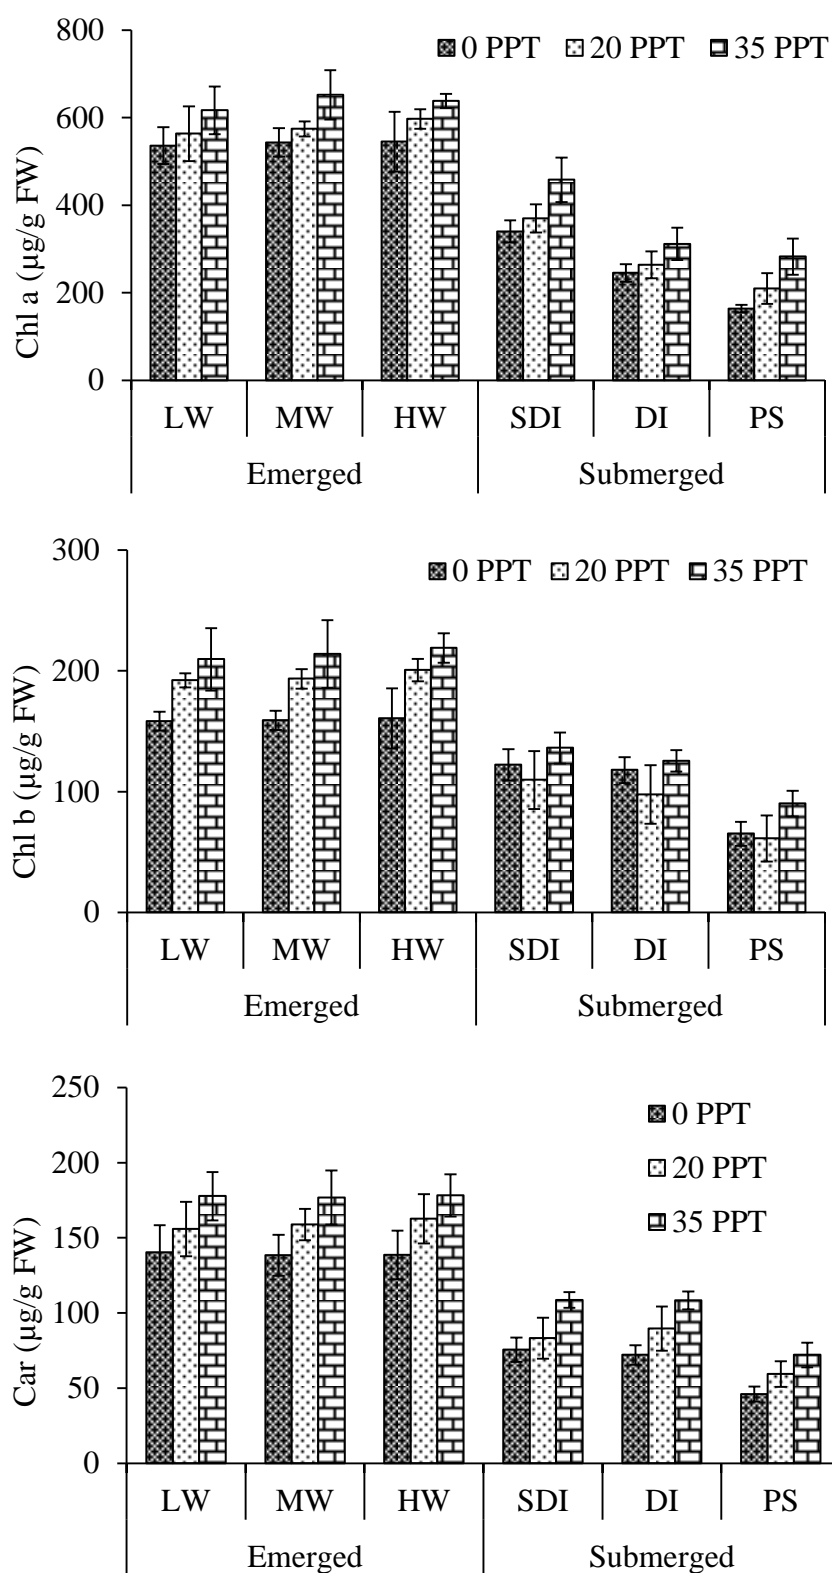 800
0 PPT 20 PPT 35 PPT
600
400
200
0
Chl a (µg/g FW)
LW MW HW SDI DI PS
Emerged Submerged
300
0 PPT 20 PPT 35 PPT
200
100
0
Chl b (µg/g FW)
LW MW HW SDI DI PS
Emerged Submerged
250
0 PPT
200
20 PPT
35 PPT
150
100
50
0
Car (µg/g FW)
LW MW HW SDI DI PS
Emerged Submerged